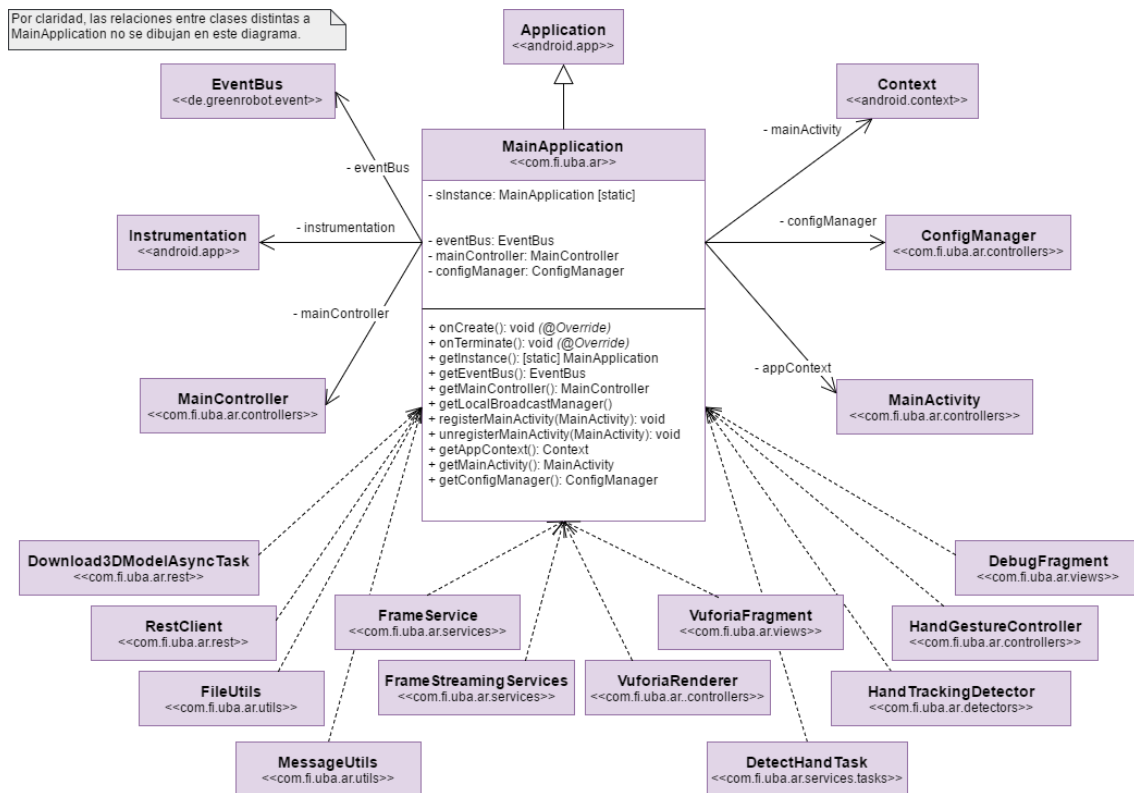 Por claridad, las relaciones entre clases distintas a
MainApplication no se dibujan en este diagrama.
Application
<<android.app>>
EventBus
<<de.greenrobot.event>>
Context
<<android.context>>
- mainActivity
- eventBus
MainApplication
<<com.fi.uba.ar>>
- sInstance: MainApplication [static]
- eventBus: EventBus
- mainController: MainController
- configManager: ConfigManager
- instrumentation
Instrumentation
<<android.app>>
- configManager
ConfigManager
<<com.fi.uba.ar.controllers>>
- mainController
+ onCreate(): void (@Override)
+ onTerminate(): void (@Override)
+ getInstance(): [static] MainApplication
+ getEventBus(): EventBus
+ getMainController(): MainController
+ getLocalBroadcastManager()
+ registerMainActivity(MainActivity): void
+ unregisterMainActivity(MainActivity): void
+ getAppContext(): Context
+ getMainActivity(): MainActivity
+ getConfigManager(): ConfigManager
- appContext
MainController
<<com.fi.uba.ar.controllers>>
MainActivity
<<com.fi.uba.ar.controllers>>
Download3DModelAsyncTask
<<com.fi.uba.ar.rest>>
DebugFragment
<<com.fi.uba.ar.views>>
RestClient
<<com.fi.uba.ar.rest>>
FrameService
<<com.fi.uba.ar.services>>
VuforiaFragment
<<com.fi.uba.ar.views>>
HandGestureController
<<com.fi.uba.ar.controllers>>
FileUtils
<<com.fi.uba.ar.utils>>
FrameStreamingServices
<<com.fi.uba.ar.services>>
VuforiaRenderer
<<com.fi.uba.ar..controllers>>
HandTrackingDetector
<<com.fi.uba.ar.detectors>>
MessageUtils
<<com.fi.uba.ar.utils>>
DetectHandTask
<<com.fi.uba.ar.services.tasks>>